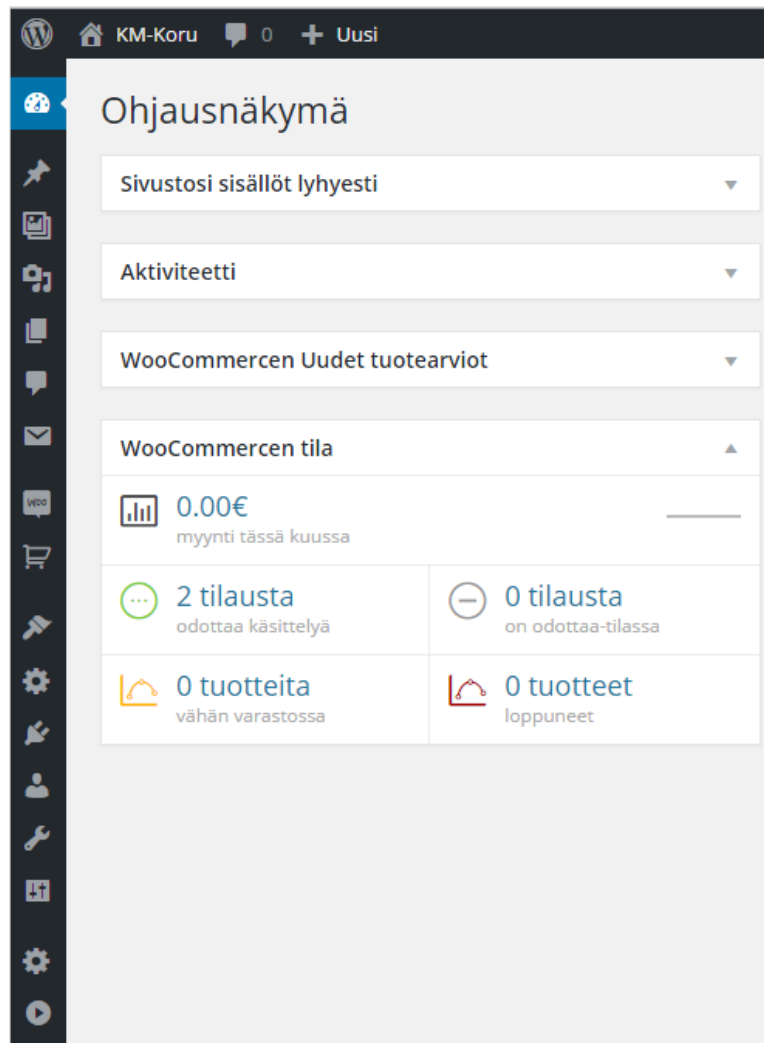 KM-Koru 0 Uusi
Ohjausnäkymä
Sivustosi sisällöt lyhyesti
Aktiviteetti
WooCommercen Uudet tuotearviot
WooCommercen tila
0.00€
myynti tässä kuussa
2 tilausta
odottaa käsittelyä
0 tilausta
on odottaa-tilassa
0 tuotteita
vähän varastossa
0 tuotteet
loppuneet
Woo